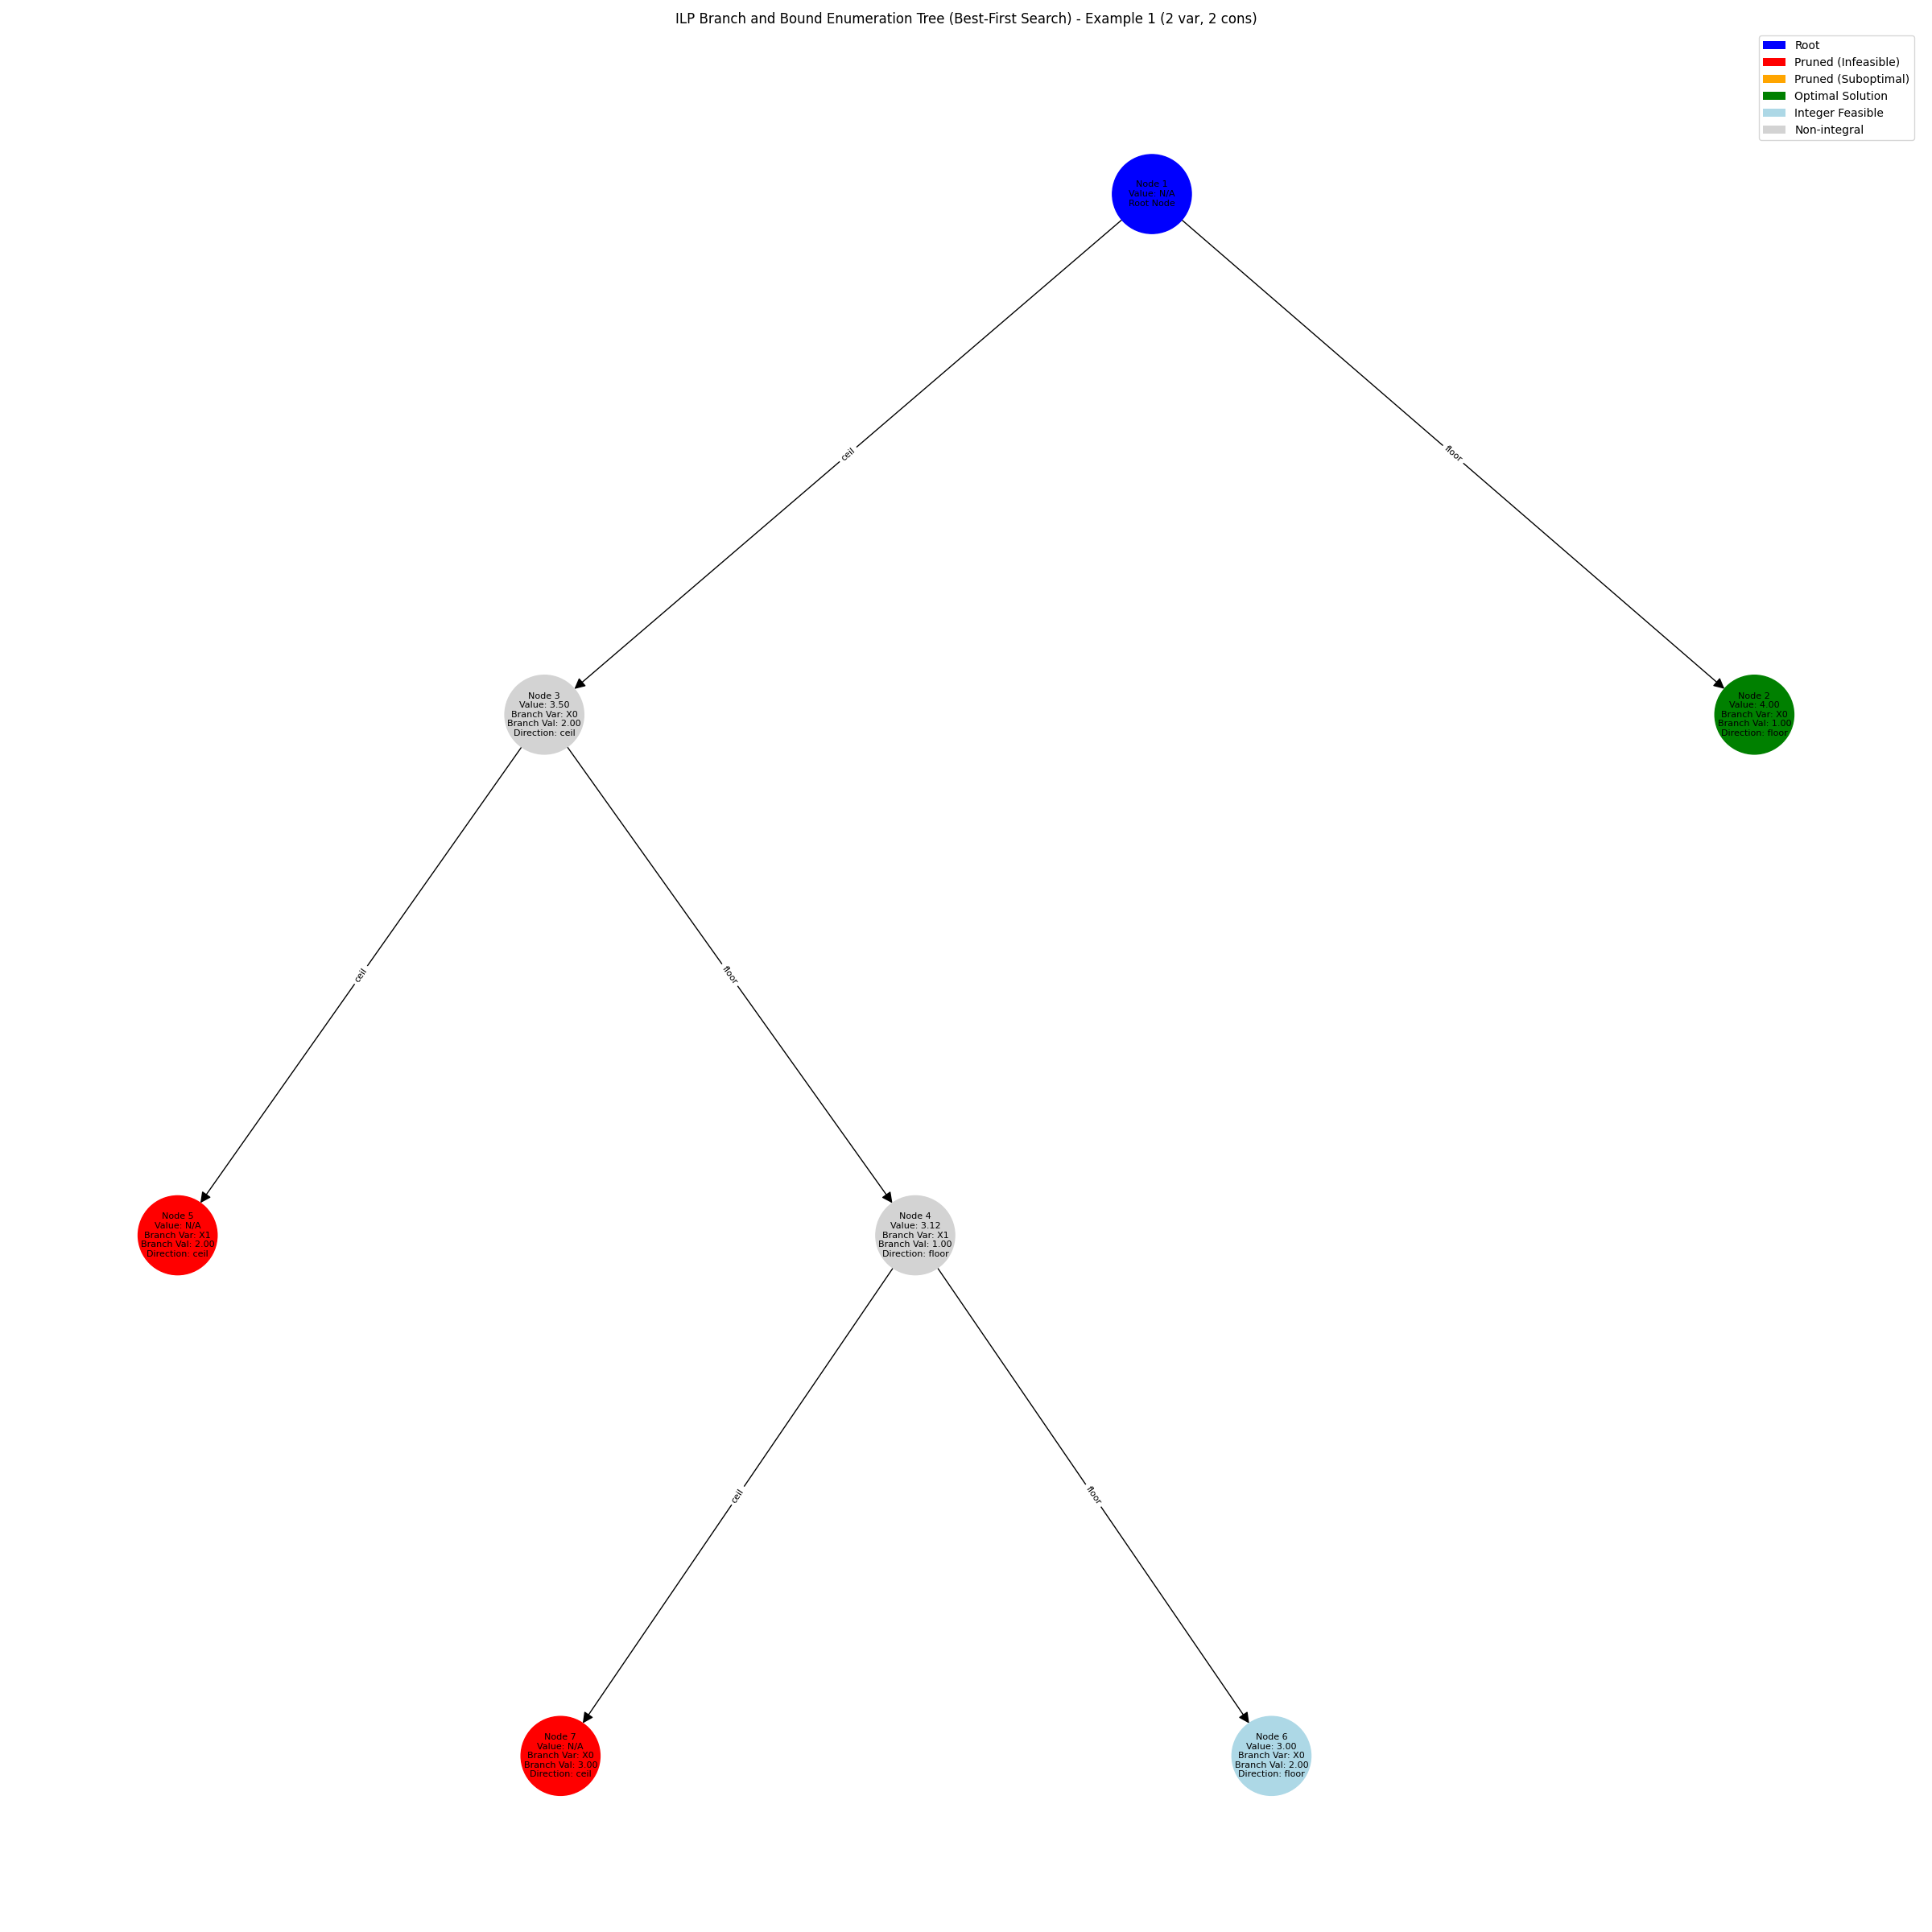 ILP Branch and Bound Enumeration Tree (Best-First Search) - Example 1 (2 var, 2 cons)
Root
Pruned (Infeasible)
Pruned (Suboptimal)
Optimal Solution
Integer Feasible
Non-integral
Node 1
Value: N/A
Root Node
ceil
floor
Node 3
Value: 3.50
Branch Var: X0
Branch Val: 2.00
Direction: ceil
Node 2
Value: 4.00
Branch Var: X0
Branch Val: 1.00
Direction: floor
ceil
floor
Node 5
Value: N/A
Branch Var: X1
Branch Val: 2.00
Direction: ceil
Node 4
Value: 3.12
Branch Var: X1
Branch Val: 1.00
Direction: floor
ceil
floor
Node 7
Value: N/A
Branch Var: X0
Branch Val: 3.00
Direction: ceil
Node 6
Value: 3.00
Branch Var: X0
Branch Val: 2.00
Direction: floor